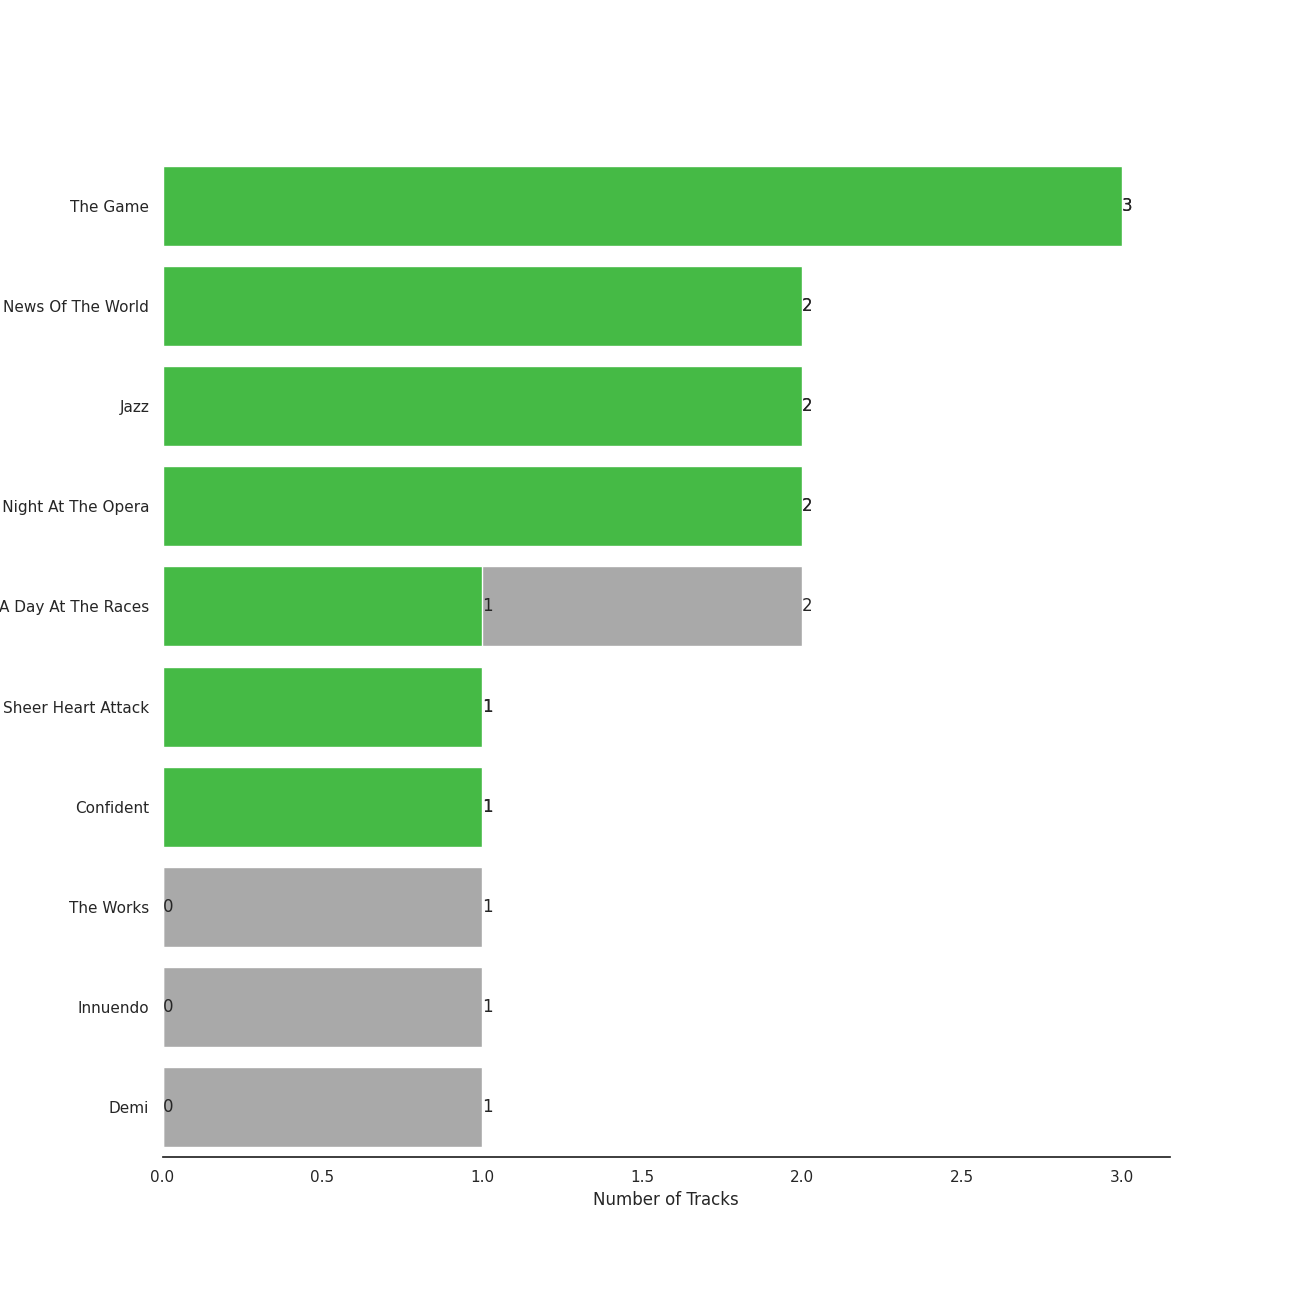 The Game 3
News Of The World 2
Jazz 2
Night At The Opera 2
A Day At The Races 1 2
Sheer Heart Attack 1
Confident 1
The Works 0 1
Innuendo 0 1
Demi 0 1
0.0 0.5 1.0 1.5 2.0 2.5 3.0
Number of Tracks